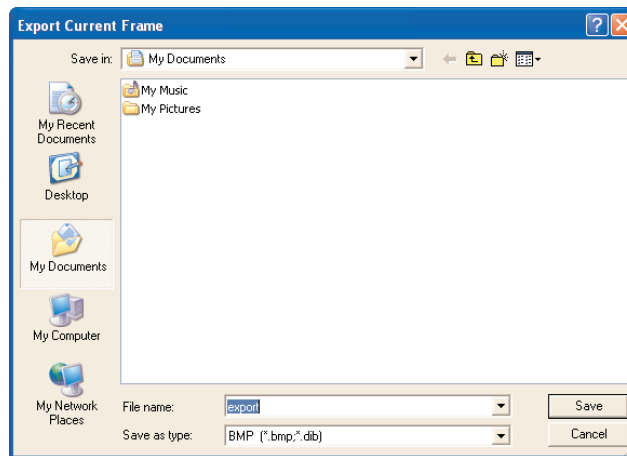 Export Current Frame
Save in:
My Documents
My Recent
Documents
Desktop
My Documents
My Computer
My Network
Places
My Music
My Pictures
File name:
export
Save
Save as type:
BMP (*.bmp;*.dib)
Cancel